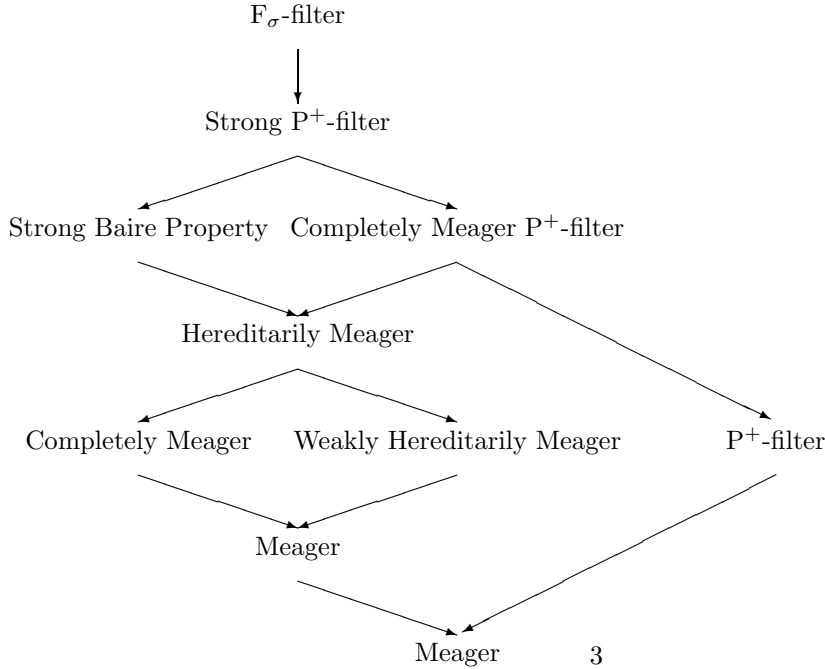 F_σ-filter
Strong P⁺-filter
Strong Baire Property Completely Meager P⁺-filter
Hereditarily Meager
Completely Meager Weakly Hereditarily Meager P⁺-filter
Meager
Meager 3